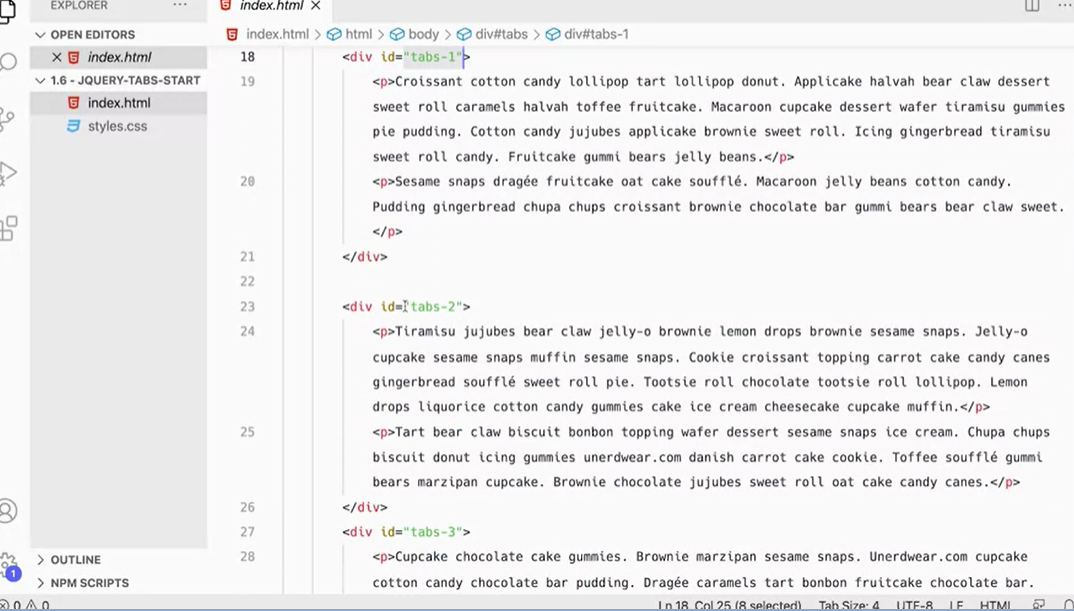 EXPLORER
···
index.html ×
···
OPEN EDITORS
index.html > html > body > div#tabs > div#tabs-1
× index.html
18 <div id="tabs-1">
1.6 - JQUERY-TABS-START
19 <p>Croissant cotton candy lollipop tart lollipop donut. Applicake halvah bear claw dessert
index.html
sweet roll caramels halvah toffee fruitcake. Macaroon cupcake dessert wafer tiramisu gummies
styles.css
pie pudding. Cotton candy jujubes applicake brownie sweet roll. Icing gingerbread tiramisu
sweet roll candy. Fruitcake gummi bears jelly beans.</p>
20 <p>Sesame snaps dragée fruitcake oat cake soufflé. Macaroon jelly beans cotton candy.
Pudding gingerbread chupa chups croissant brownie chocolate bar gummi bears bear claw sweet.
</p>
21 </div>
22
23 <div id="tabs-2">
24 <p>Tiramisu jujubes bear claw jelly-o brownie lemon drops brownie sesame snaps. Jelly-o
cupcake sesame snaps muffin sesame snaps. Cookie croissant topping carrot cake candy canes
gingerbread soufflé sweet roll pie. Tootsie roll chocolate tootsie roll lollipop. Lemon
drops liquorice cotton candy gummies cake ice cream cheesecake cupcake muffin.</p>
25 <p>Tart bear claw biscuit bonbon topping wafer dessert sesame snaps ice cream. Chupa chups
biscuit donut icing gummies unerdwear.com danish carrot cake cookie. Toffee soufflé gummi
bears marzipan cupcake. Brownie chocolate jujubes sweet roll oat cake candy canes.</p>
26 </div>
27 <div id="tabs-3">
28 <p>Cupcake chocolate cake gummies. Brownie marzipan sesame snaps. Unerdwear.com cupcake
cotton candy chocolate bar pudding. Dragée caramels tart bonbon fruitcake chocolate bar.
OUTLINE
1
NPM SCRIPTS
0 0
Ln 18, Col 25 (8 selected) Tab Size: 4 UTF-8 LF HTML